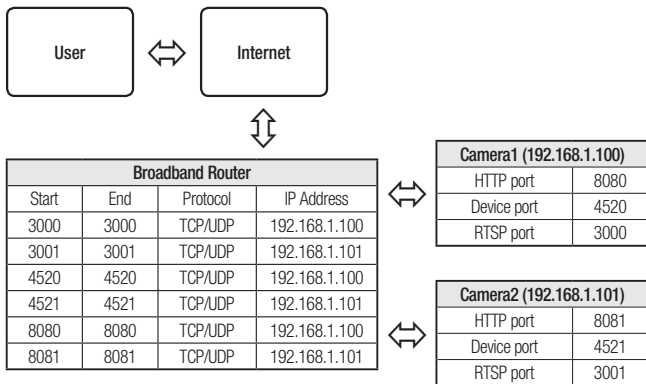 User
Internet
Broadband Router
Start End Protocol IP Address
3000 3000 TCP/UDP 192.168.1.100
3001 3001 TCP/UDP 192.168.1.101
4520 4520 TCP/UDP 192.168.1.100
4521 4521 TCP/UDP 192.168.1.101
8080 8080 TCP/UDP 192.168.1.100
8081 8081 TCP/UDP 192.168.1.101
Camera1 (192.168.1.100)
HTTP port 8080
Device port 4520
RTSP port 3000
Camera2 (192.168.1.101)
HTTP port 8081
Device port 4521
RTSP port 3001